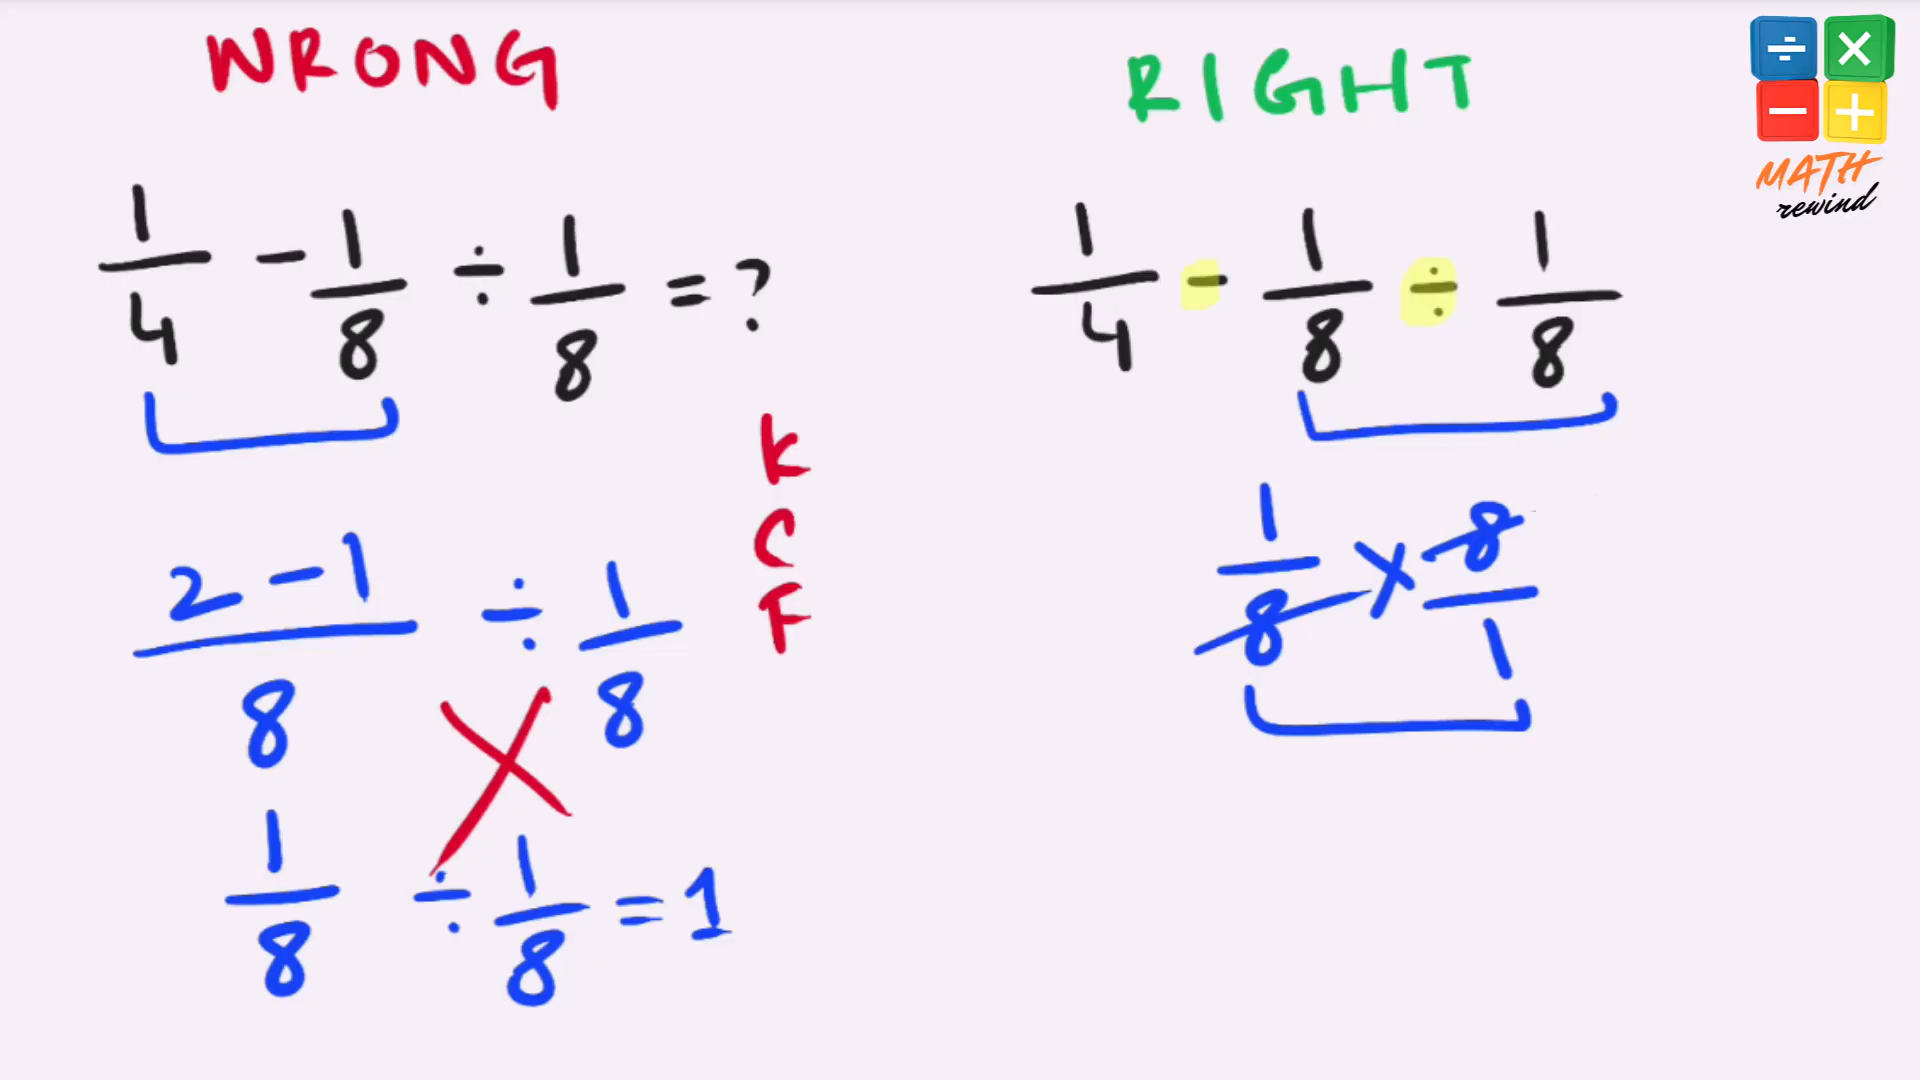 WRONG
1/4 - 1/8 ÷ 1/8 = ?
K
C
F
2 - 1/8 ÷ 1/8
1/8 ÷ 1/8 = 1
RIGHT
1/4 - 1/8 ÷ 1/8
1/8 × 8/1
÷ ×
- +
MATH
rewind